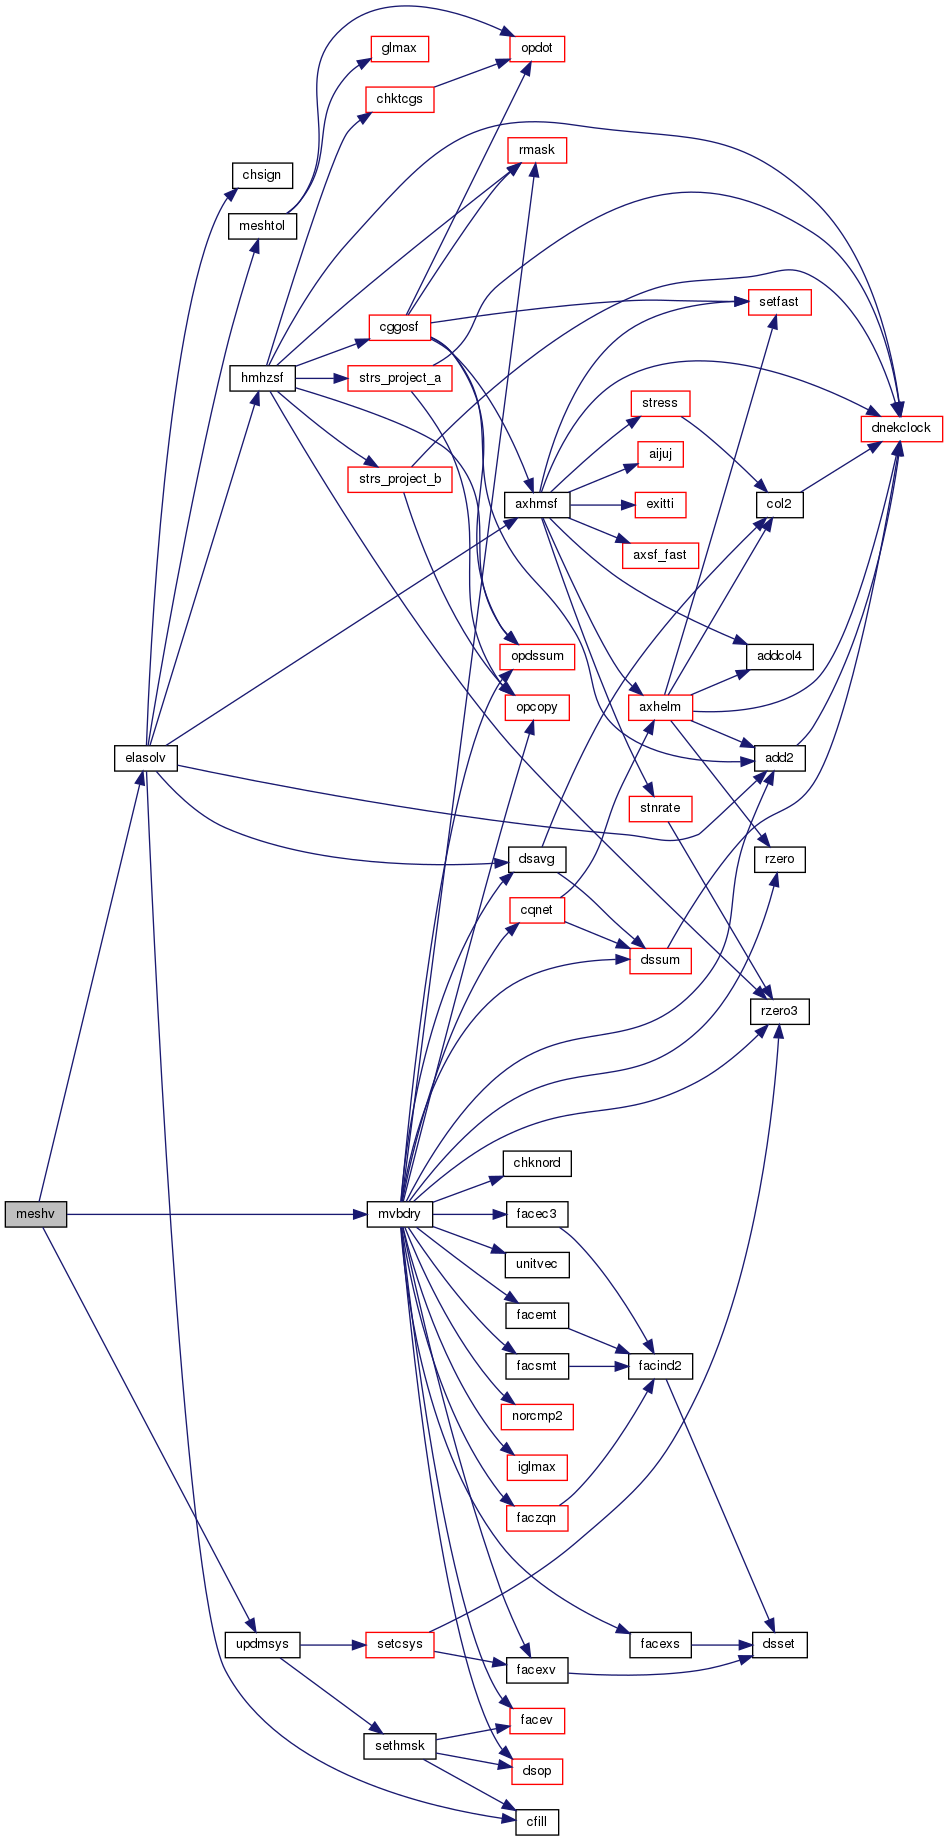 opdot
glmax
chktcgs
rmask
chsign
meshtol
setfast
cggosf
hmhzsf
strs_project_a
stress
dnekclock
aijuj
strs_project_b
axhmsf
exitti
col2
axsf_fast
opdssum
addcol4
opcopy
axhelm
elasolv
add2
stnrate
dsavg
rzero
cqnet
dssum
rzero3
chknord
meshv
mvbdry
facec3
unitvec
facemt
facsmt
facind2
norcmp2
iglmax
faczqn
updmsys
setcsys
facexs
dsset
facexv
facev
sethmsk
dsop
cfill